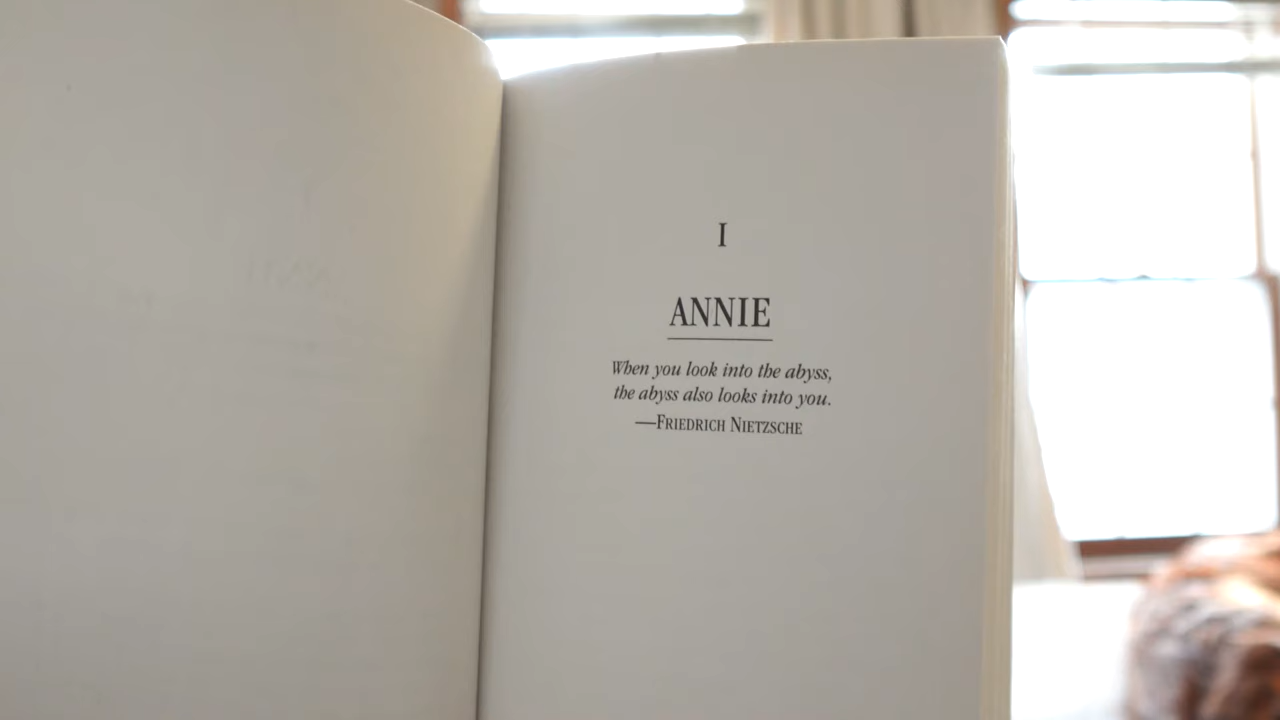 I
ANNIE
When you look into the abyss,
the abyss also looks into you.
—FRIEDRICH NIETZSCHE